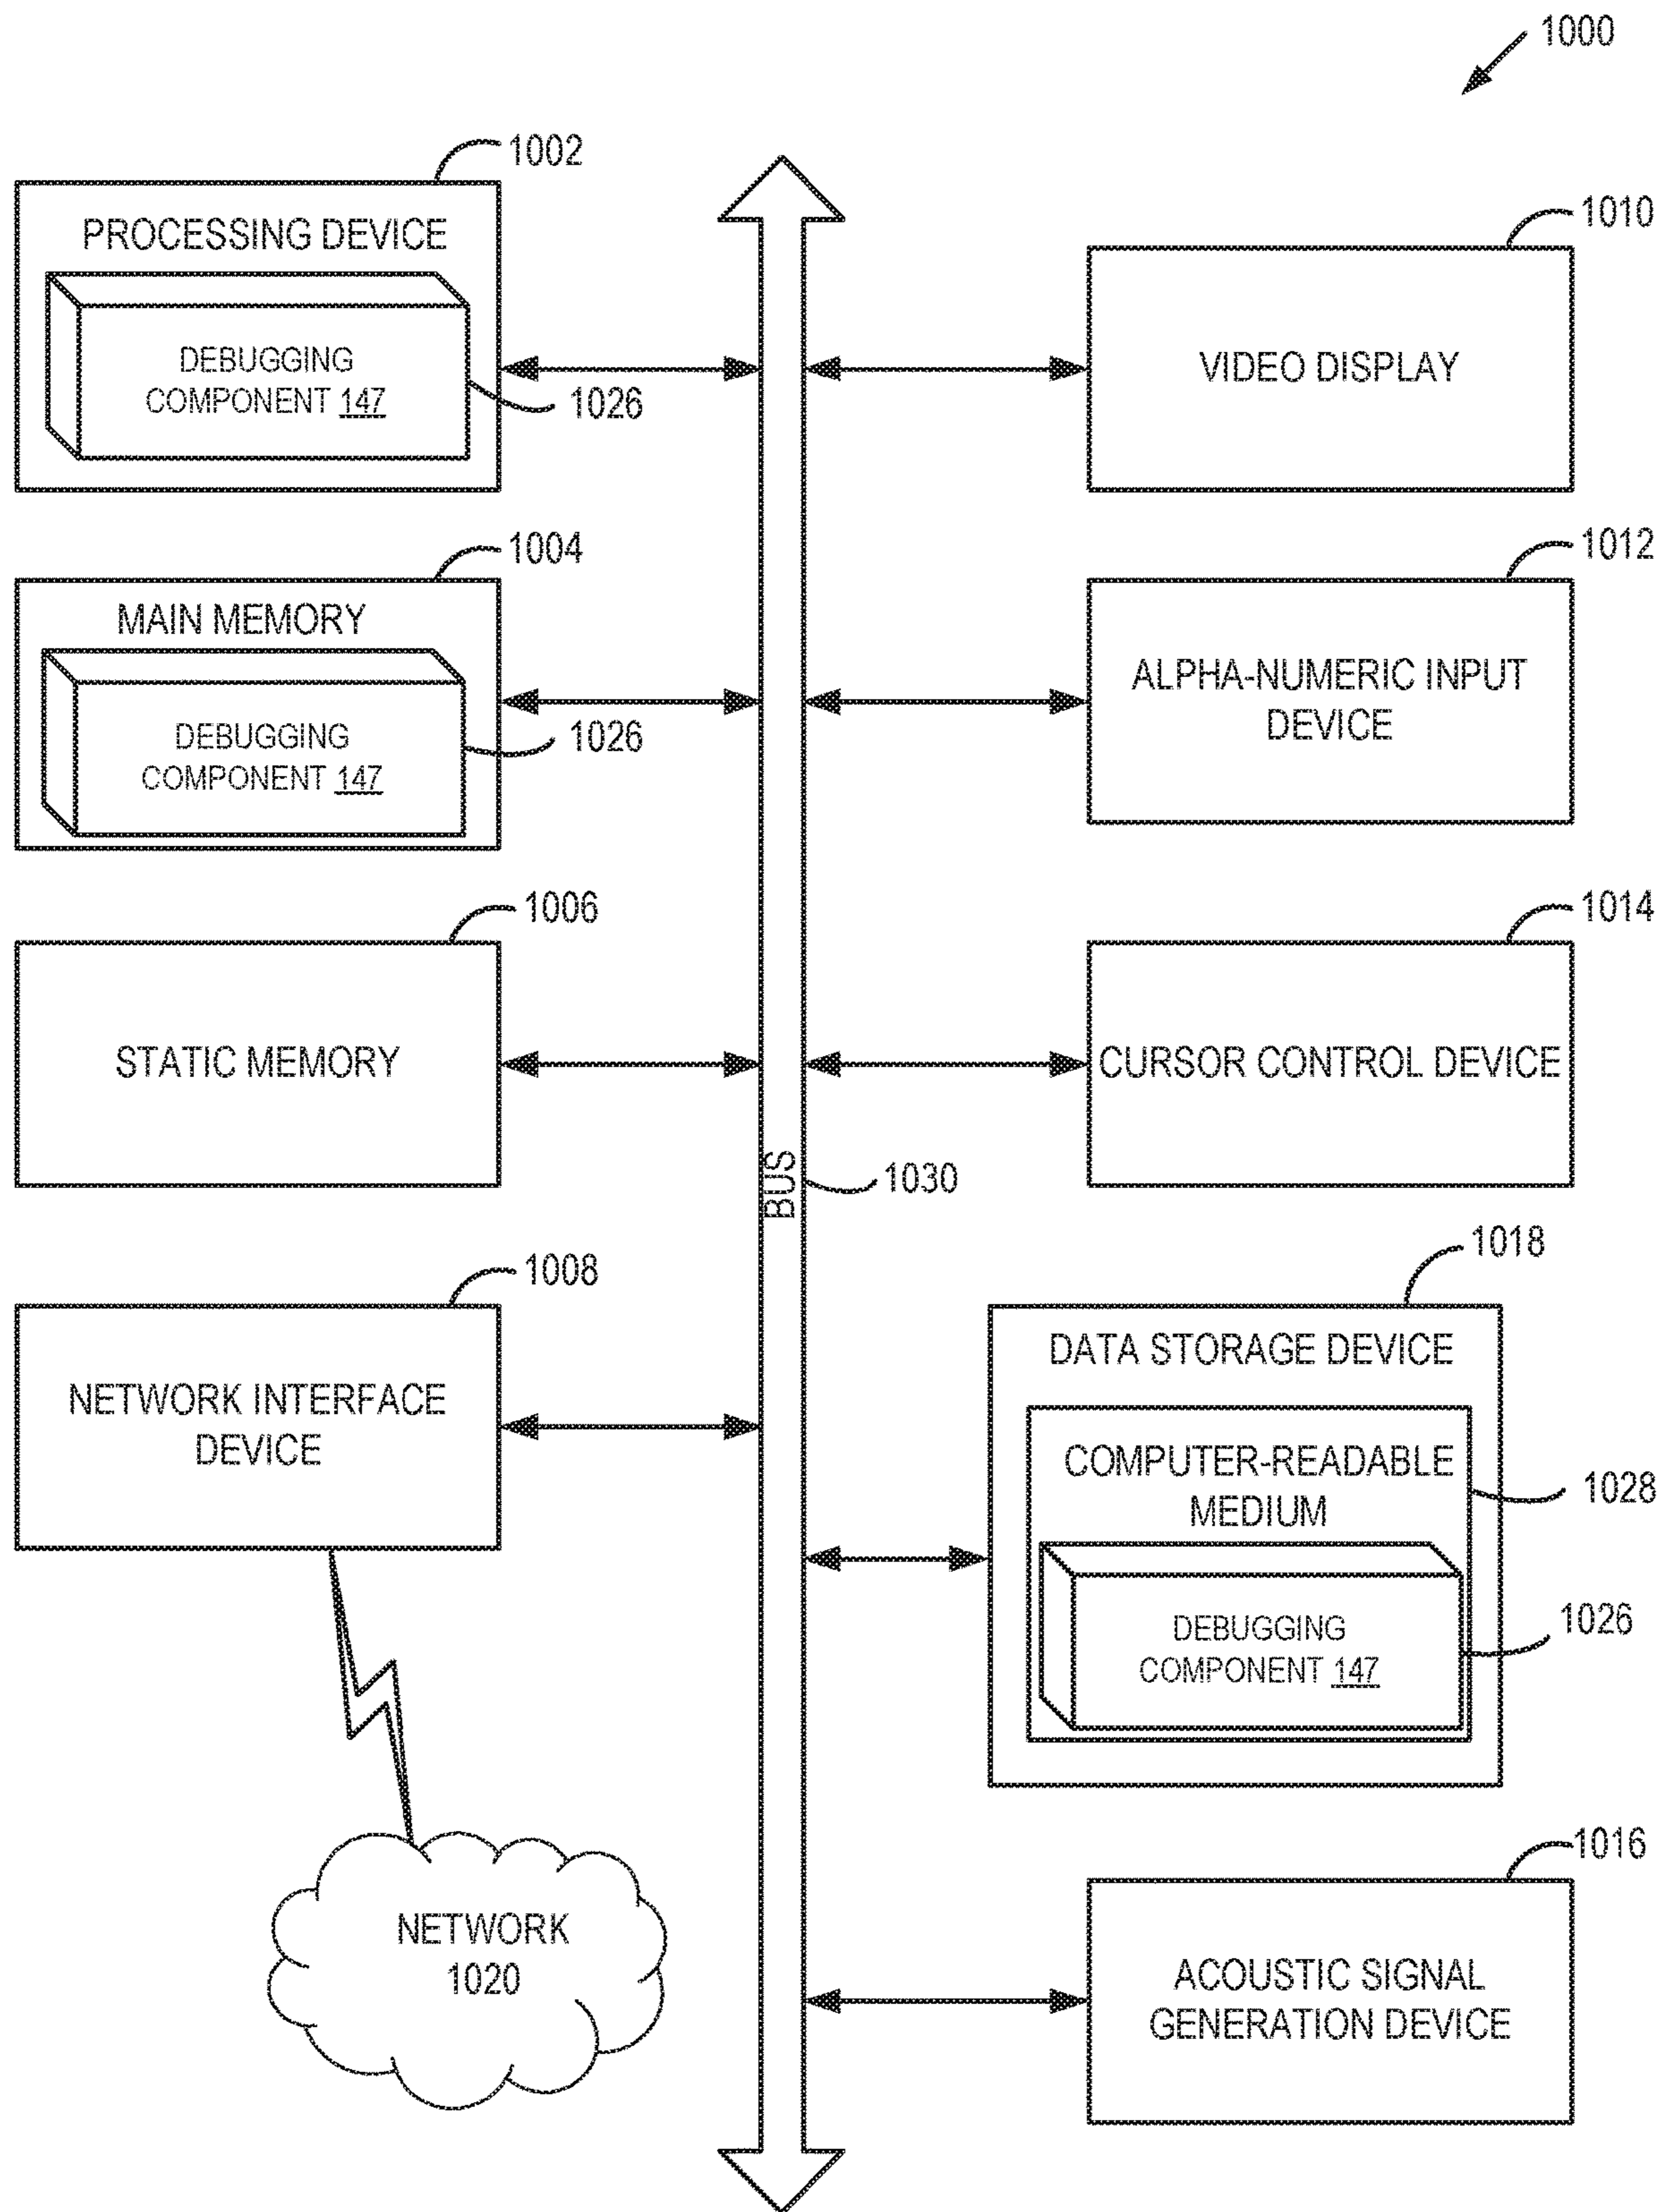 1000
1002
PROCESSING DEVICE
DEBUGGING
COMPONENT 147
1026
1004
MAIN MEMORY
DEBUGGING
COMPONENT 147
1026
1006
STATIC MEMORY
1008
NETWORK INTERFACE
DEVICE
NETWORK
1020
BUS
1030
1010
VIDEO DISPLAY
1012
ALPHA-NUMERIC INPUT
DEVICE
1014
CURSOR CONTROL DEVICE
1018
DATA STORAGE DEVICE
COMPUTER-READABLE
MEDIUM
1028
DEBUGGING
COMPONENT 147
1026
1016
ACOUSTIC SIGNAL
GENERATION DEVICE